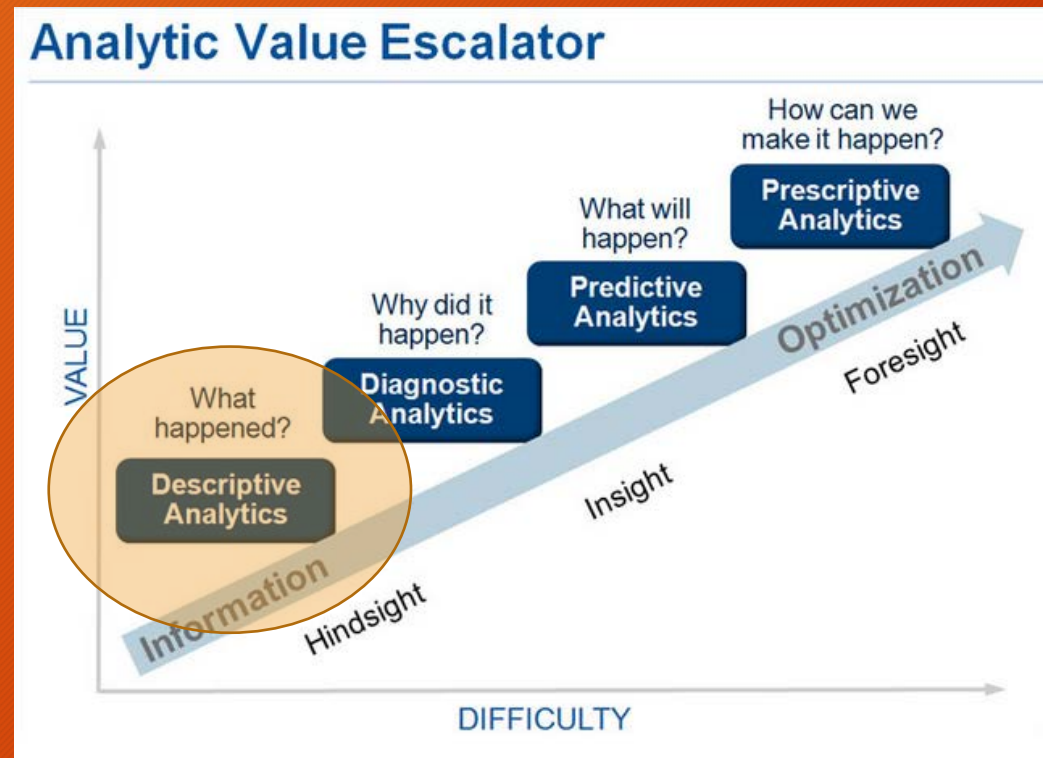 Analytic Value Escalator
How can we
make it happen?
Prescriptive
Analytics
What will
happen?
Predictive
Analytics
Why did it
happen?
Diagnostic
Analytics
What
happened?
Descriptive
Analytics
VALUE
Information
Optimization
Hindsight
Insight
Foresight
DIFFICULTY